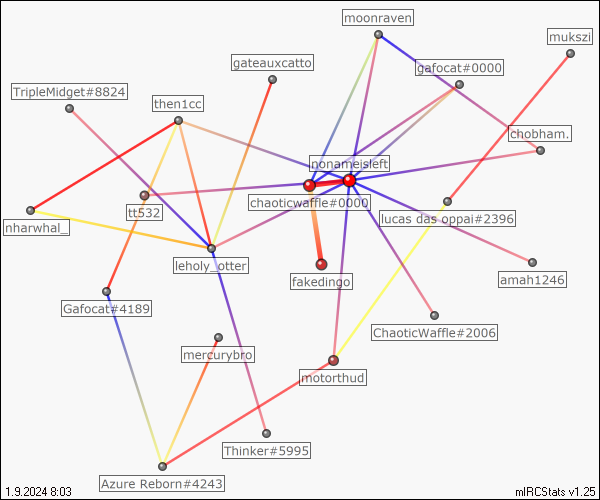 moonraven
mukszi
gateauxcatto
gafocat#0000
TripleMidget#8824
then1cc
chobham.
nonameisleft
chaoticwaffle#0000
tt532
lucas das oppai#2396
nharwhal_
leholy_otter
fakedingo
amah1246
Gafocat#4189
ChaoticWaffle#2006
mercurybro
motorthud
Thinker#5995
Azure Reborn#4243
1.9.2024 8:03
mIRCStats v1.25